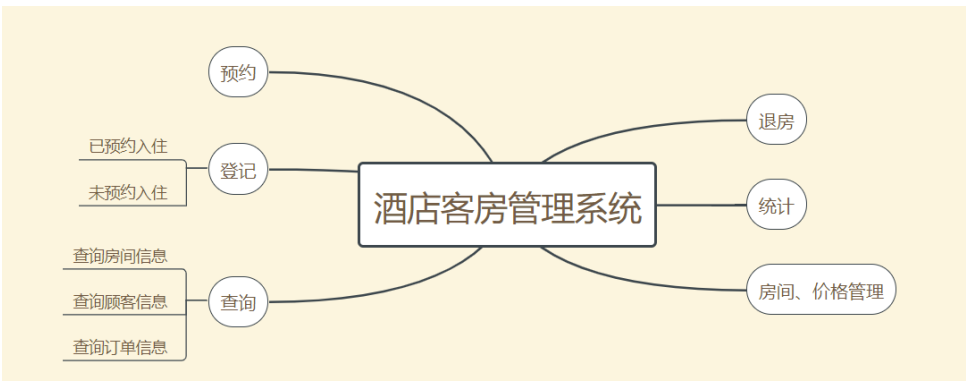 预约
已预约入住
登记
未预约入住
查询房间信息
查询顾客信息
查询
查询订单信息
酒店客房管理系统
退房
统计
房间、价格管理